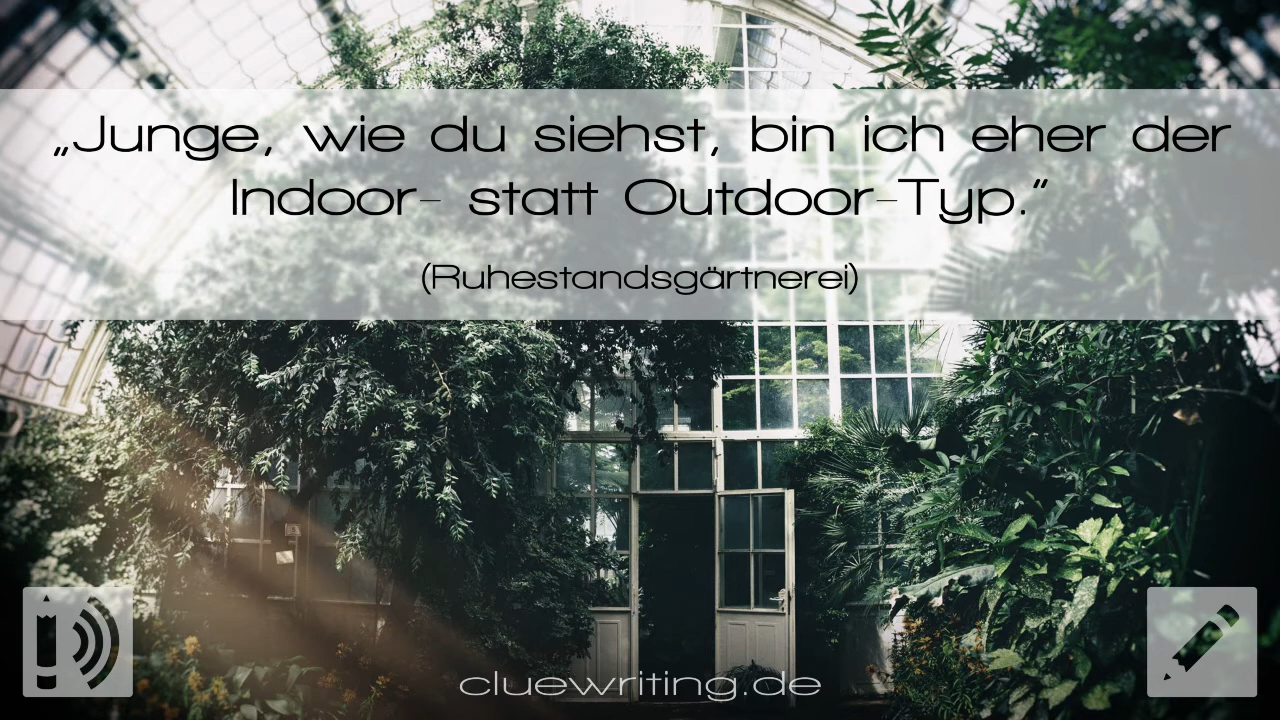 „Junge, wie du siehst, bin ich eher der
Indoor- statt Outdoor-Typ.“
(Ruhestandsgärtnerei)
cluewriting.de